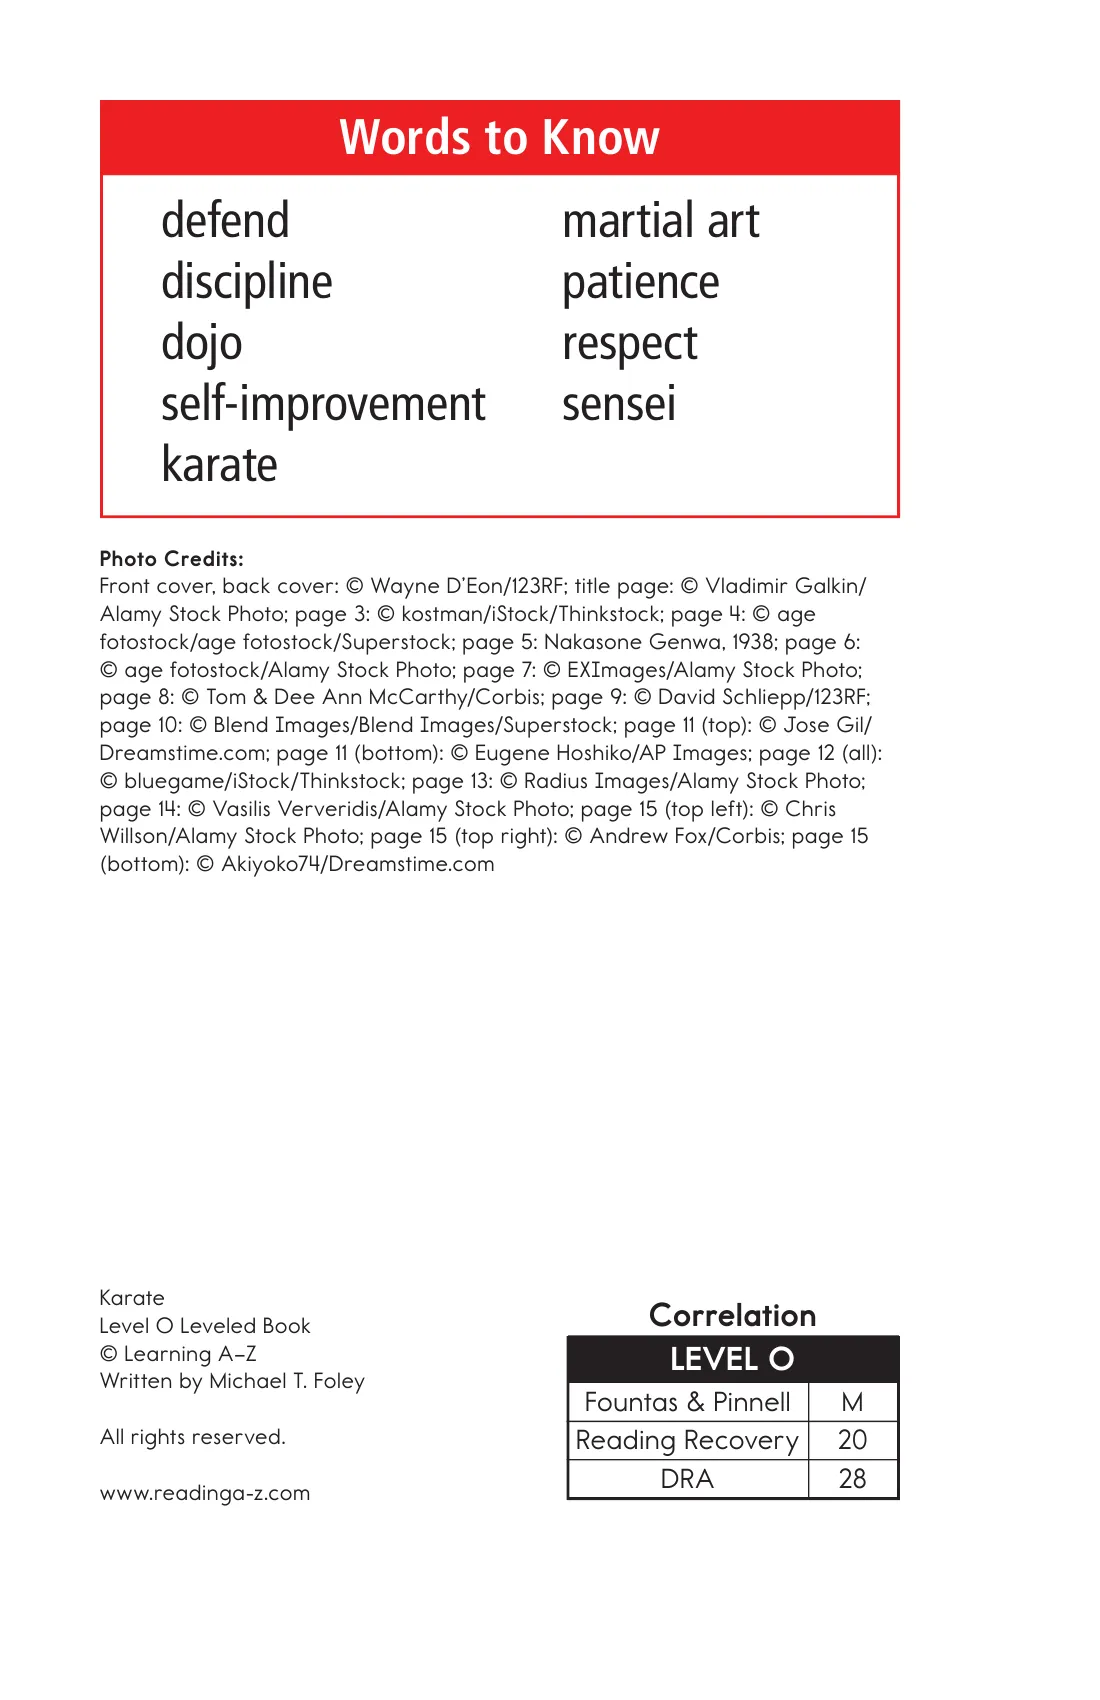 Words to Know
defend
discipline
dojo
self-improvement
karate
martial art
patience
respect
sensei
Photo Credits:
Front cover, back cover: © Wayne D’Eon/123RF; title page: © Vladimir Galkin/
Alamy Stock Photo; page 3: © kostman/iStock/Thinkstock; page 4: © age
fotostock/age fotostock/Superstock; page 5: Nakasone Genwa, 1938; page 6:
© age fotostock/Alamy Stock Photo; page 7: © EXImages/Alamy Stock Photo;
page 8: © Tom & Dee Ann McCarthy/Corbis; page 9: © David Schliepp/123RF;
page 10: © Blend Images/Blend Images/Superstock; page 11 (top): © Jose Gil/
Dreamstime.com; page 11 (bottom): © Eugene Hoshiko/AP Images; page 12 (all):
© bluegame/iStock/Thinkstock; page 13: © Radius Images/Alamy Stock Photo;
page 14: © Vasilis Ververidis/Alamy Stock Photo; page 15 (top left): © Chris
Willson/Alamy Stock Photo; page 15 (top right): © Andrew Fox/Corbis; page 15
(bottom): © Akiyoko74/Dreamstime.com
Karate
Level O Leveled Book
© Learning A–Z
Written by Michael T. Foley
All rights reserved.
www.readinga-z.com
Correlation
LEVEL O
Fountas & Pinnell M
Reading Recovery 20
DRA 28